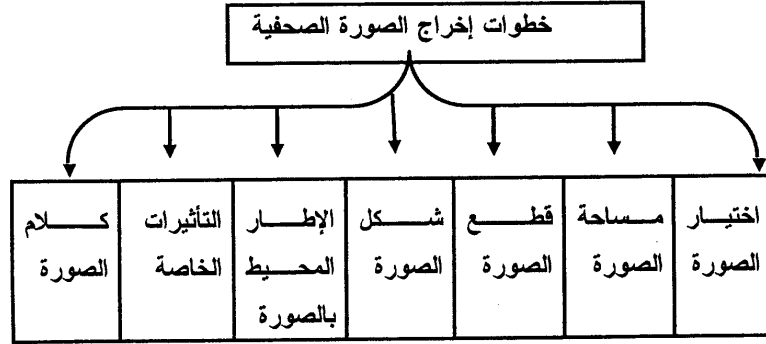 خطوات إخراج الصورة الصحفية
اختيار
الصورة
مساحة
الصورة
قطع
الصورة
شكل
الصورة
الإطار
المحيط
بالصورة
التأثيرات
الخاصة
كلام
الصورة